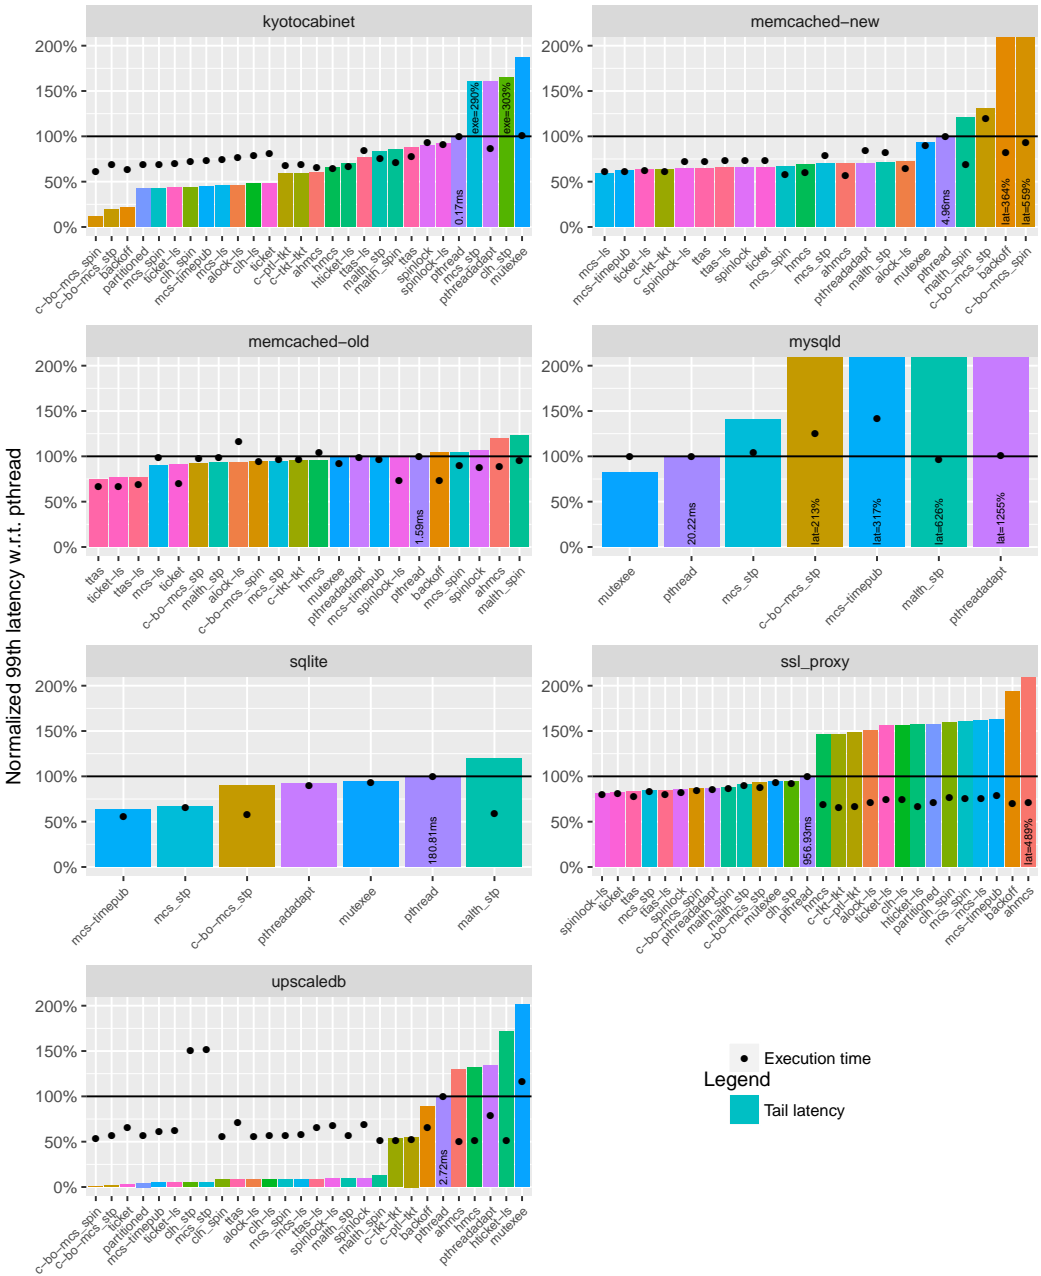 Normalized 99th latency w.r.t. pthread
kyotocabinet
200%
150%
100%
50%
0%
exe=290%
exe=303%
0.17ms
c−bo−mcs_spin
c−bo−mcs_stp
backoff
partitioned
mcs_spin
ticket−ls
clh_spin
mcs−timepub
mcs−ls
alock−ls
clh−ls
ticket
c−ptl−tkt
c−tkt−tkt
ahmcs
hmcs
hticket−ls
ttas−ls
malth_stp
malth_spin
ttas
spinlock
spinlock−ls
pthread
mcs_stp
pthreadadapt
clh_stp
mutexee
memcached−new
200%
150%
100%
50%
0%
4.96ms
lat=364%
lat=559%
mcs−ls
mcs−timepub
ticket−ls
c−tkt−tkt
spinlock−ls
ttas
ttas−ls
spinlock
ticket
mcs_spin
hmcs
mcs_stp
ahmcs
pthreadadapt
malth_stp
alock−ls
mutexee
pthread
malth_spin
c−bo−mcs_stp
backoff
c−bo−mcs_spin
memcached−old
200%
150%
100%
50%
0%
1.59ms
ttas
ticket−ls
ttas−ls
mcs−ls
ticket
c−bo−mcs_stp
malth_stp
alock−ls
c−bo−mcs_spin
mcs_stp
c−tkt−tkt
hmcs
mutexee
pthreadadapt
mcs−timepub
spinlock−ls
pthread
backoff
mcs_spin
spinlock
ahmcs
malth_spin
mysqld
200%
150%
100%
50%
0%
20.22ms
lat=213%
lat=317%
lat=626%
lat=1255%
mutexee
pthread
mcs_stp
c−bo−mcs_stp
mcs−timepub
malth_stp
pthreadadapt
sqlite
200%
150%
100%
50%
0%
180.81ms
mcs−timepub
mcs_stp
c−bo−mcs_stp
pthreadadapt
mutexee
pthread
malth_stp
ssl_proxy
200%
150%
100%
50%
0%
956.93ms
lat=489%
spinlock−ls
ticket
ttas
mcs_stp
ttas−ls
spinlock
c−bo−mcs_spin
pthreadadapt
malth_spin
malth_stp
c−bo−mcs_stp
mutexee
clh_stp
pthread
hmcs
c−tkt−tkt
c−ptl−tkt
alock−ls
ticket−ls
clh−ls
hticket−ls
partitioned
clh_spin
mcs_spin
mcs−ls
mcs−timepub
backoff
ahmcs
upscaledb
200%
150%
100%
50%
0%
2.72ms
c−bo−mcs_spin
c−bo−mcs_stp
ticket
partitioned
mcs−timepub
ticket−ls
clh_stp
mcs_stp
clh_spin
ttas
alock−ls
clh−ls
mcs_spin
mcs−ls
ttas−ls
spinlock−ls
malth_stp
spinlock
malth_spin
c−tkt−tkt
c−ptl−tkt
backoff
pthread
ahmcs
hmcs
pthreadadapt
hticket−ls
mutexee
Execution time
Legend
Tail latency